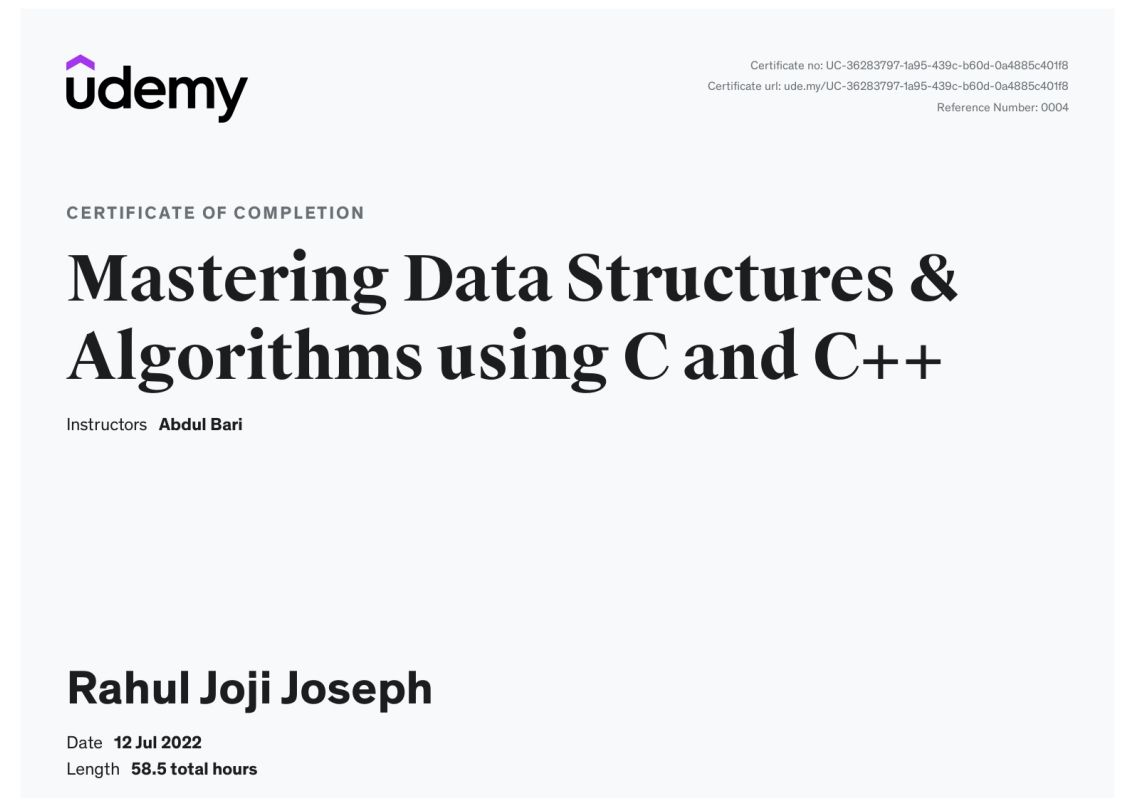 udemy
Certificate no: UC-36283797-1a95-439c-b60d-0a4885c401f8
Certificate url: ude.my/UC-36283797-1a95-439c-b60d-0a4885c401f8
Reference Number: 0004
CERTIFICATE OF COMPLETION
Mastering Data Structures &
Algorithms using C and C++
Instructors Abdul Bari
Rahul Joji Joseph
Date 12 Jul 2022
Length 58.5 total hours